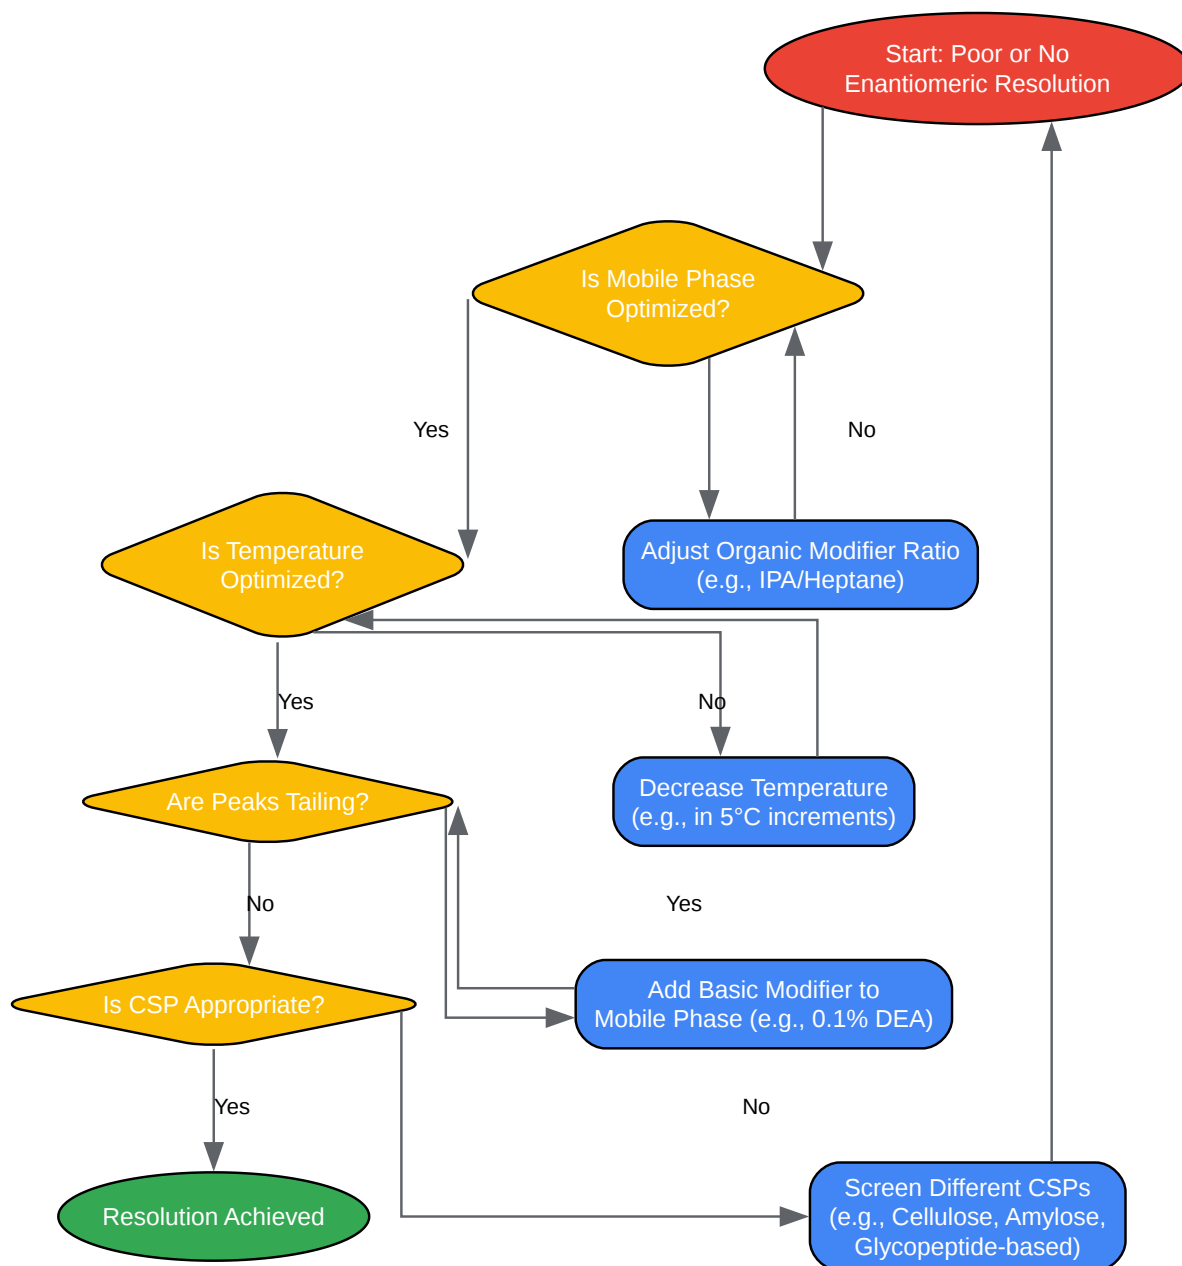 Start: Poor or No
Enantiomeric Resolution
Is Mobile Phase
Optimized?
Yes
No
Is Temperature
Optimized?
Adjust Organic Modifier Ratio
(e.g., IPA/Heptane)
Yes
No
Are Peaks Tailing?
Decrease Temperature
(e.g., in 5°C increments)
No
Yes
Is CSP Appropriate?
Add Basic Modifier to
Mobile Phase (e.g., 0.1% DEA)
Yes
No
Resolution Achieved
Screen Different CSPs
(e.g., Cellulose, Amylose,
Glycopeptide-based)